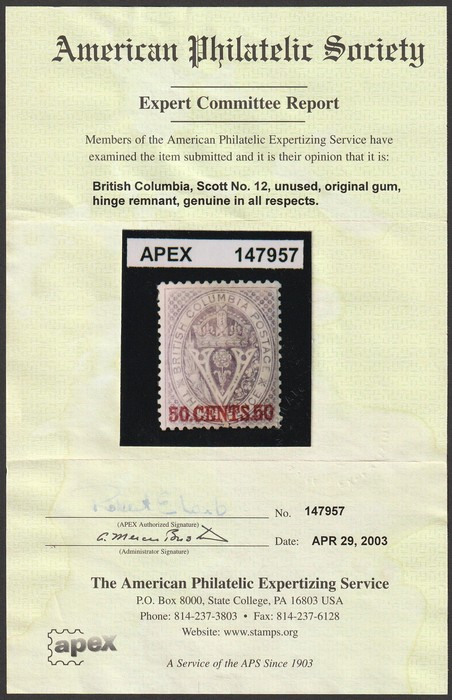 American Philatelic Society
Expert Committee Report
Members of the American Philatelic Expertizing Service have
examined the item submitted and it is their opinion that it is:
British Columbia, Scott No. 12, unused, original gum,
hinge remnant, genuine in all respects.
APEX 147957
BRITISH COLUMBIA POSTAGE
THE
50.CENTS.50
(APEX Authorized Signature)
No. 147957
(Administrator Signature)
Date: APR 29, 2003
The American Philatelic Expertizing Service
P.O. Box 8000, State College, PA 16803 USA
Phone: 814-237-3803 • Fax: 814-237-6128
Website: www.stamps.org
apex
A Service of the APS Since 1903